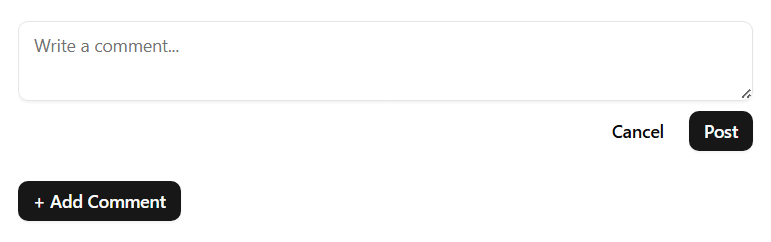 Write a comment...
Cancel Post
+ Add Comment